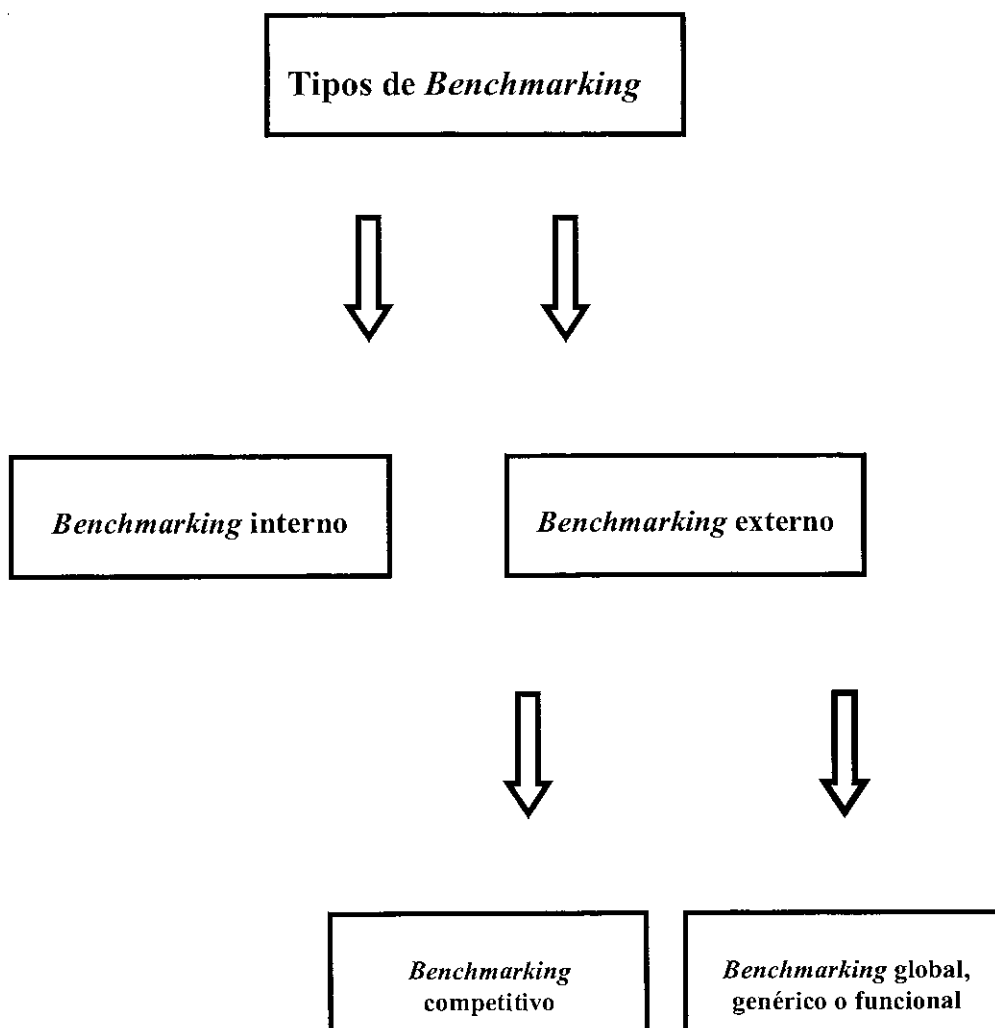 Tipos de Benchmarking
Benchmarking interno
Benchmarking externo
Benchmarking
competitivo
Benchmarking global,
genérico o funcional